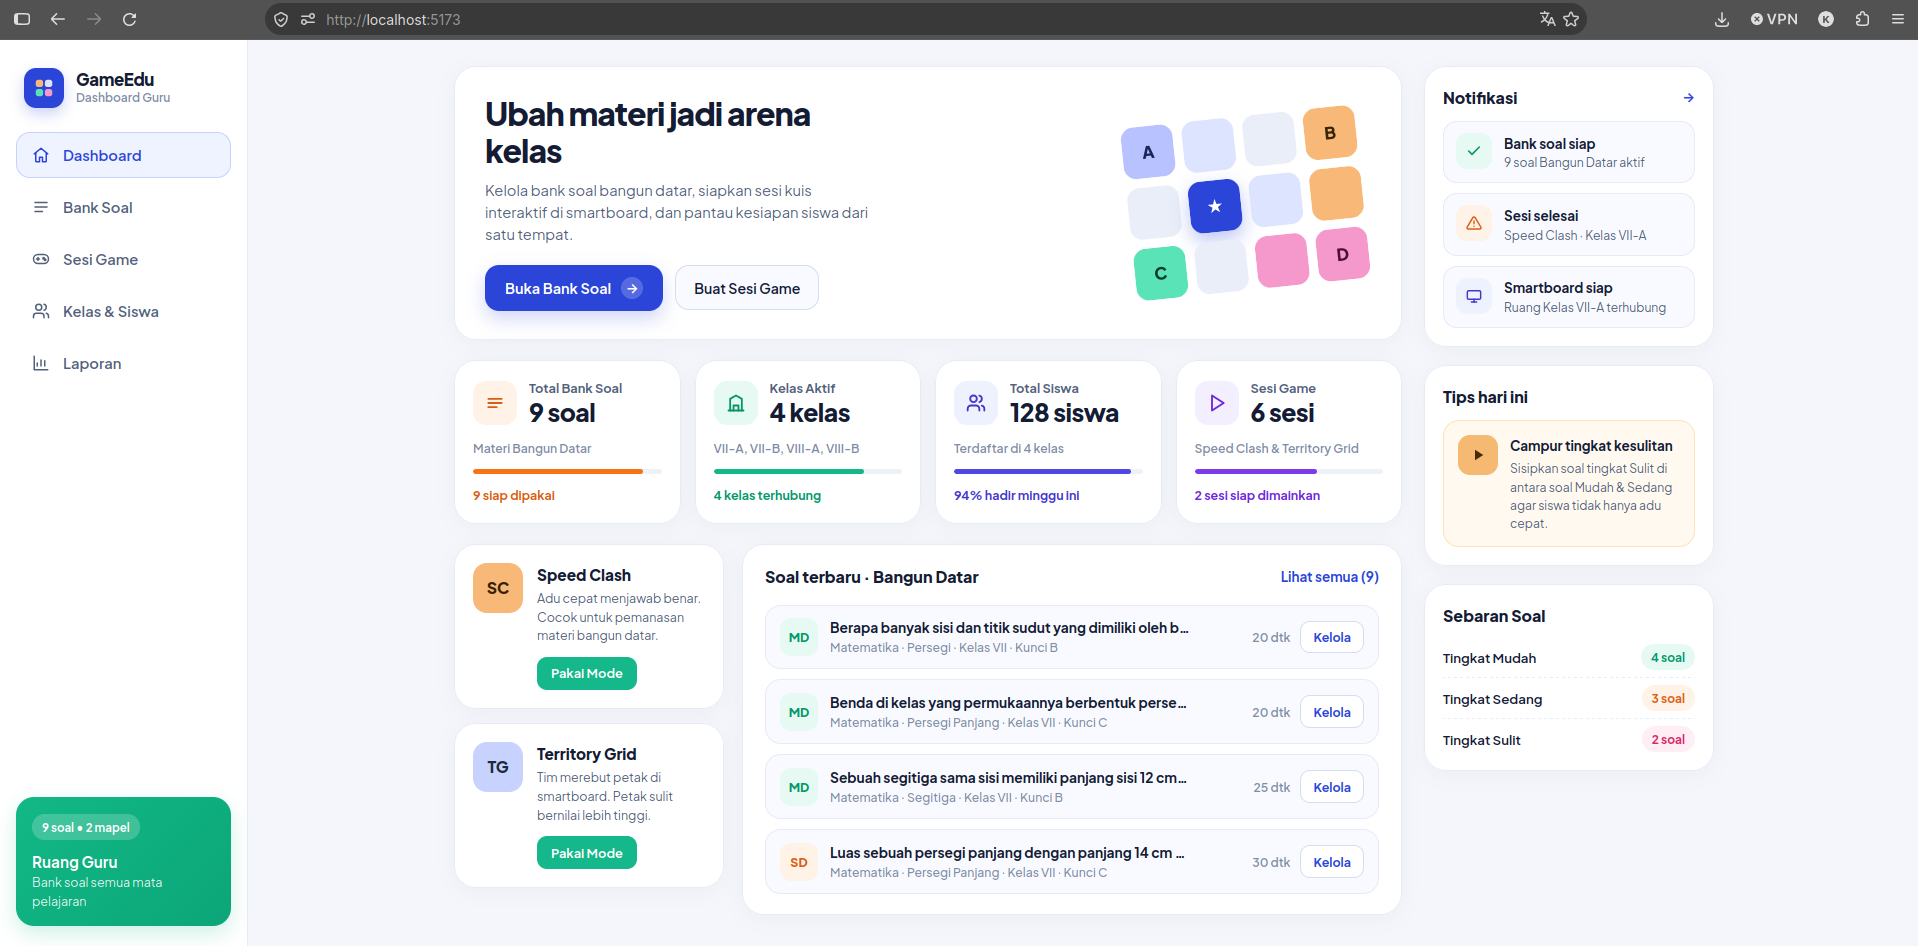 http://localhost:5173
VPN
K
GameEdu
Dashboard Guru
Dashboard
Bank Soal
Sesi Game
Kelas & Siswa
Laporan
9 soal • 2 mapel
Ruang Guru
Bank soal semua mata
pelajaran
Ubah materi jadi arena
kelas
Kelola bank soal bangun datar, siapkan sesi kuis
interaktif di smartboard, dan pantau kesiapan siswa dari
satu tempat.
Buka Bank Soal
Buat Sesi Game
A
B
C
D
Total Bank Soal
9 soal
Materi Bangun Datar
9 siap dipakai
Kelas Aktif
4 kelas
VII-A, VII-B, VIII-A, VIII-B
4 kelas terhubung
Total Siswa
128 siswa
Terdaftar di 4 kelas
94% hadir minggu ini
Sesi Game
6 sesi
Speed Clash & Territory Grid
2 sesi siap dimainkan
SC
Speed Clash
Adu cepat menjawab benar.
Cocok untuk pemanasan
materi bangun datar.
Pakai Mode
TG
Territory Grid
Tim merebut petak di
smartboard. Petak sulit
bernilai lebih tinggi.
Pakai Mode
Soal terbaru · Bangun Datar
Lihat semua (9)
MD
Berapa banyak sisi dan titik sudut yang dimiliki oleh b...
Matematika · Persegi · Kelas VII · Kunci B
20 dtk
Kelola
MD
Benda di kelas yang permukaannya berbentuk perse...
Matematika · Persegi Panjang · Kelas VII · Kunci C
20 dtk
Kelola
MD
Sebuah segitiga sama sisi memiliki panjang sisi 12 cm...
Matematika · Segitiga · Kelas VII · Kunci B
25 dtk
Kelola
SD
Luas sebuah persegi panjang dengan panjang 14 cm ...
Matematika · Persegi Panjang · Kelas VII · Kunci C
30 dtk
Kelola
Notifikasi
Bank soal siap
9 soal Bangun Datar aktif
Sesi selesai
Speed Clash · Kelas VII-A
Smartboard siap
Ruang Kelas VII-A terhubung
Tips hari ini
Campur tingkat kesulitan
Sisipkan soal tingkat Sulit di
antara soal Mudah & Sedang
agar siswa tidak hanya adu
cepat.
Sebaran Soal
Tingkat Mudah
4 soal
Tingkat Sedang
3 soal
Tingkat Sulit
2 soal